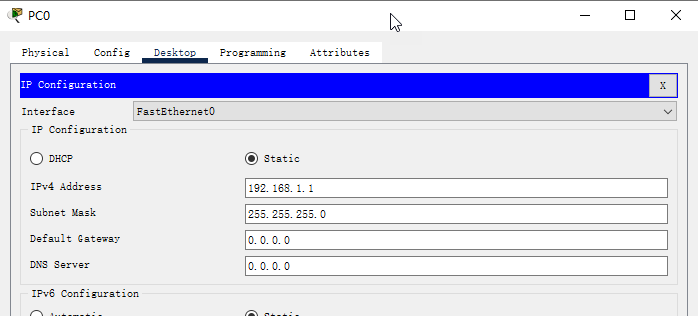 PC0
Physical Config Desktop Programming Attributes
IP Configuration X
Interface FastEthernet0
IP Configuration
DHCP Static
IPv4 Address 192.168.1.1
Subnet Mask 255.255.255.0
Default Gateway 0.0.0.0
DNS Server 0.0.0.0
IPv6 Configuration
Automatic Static